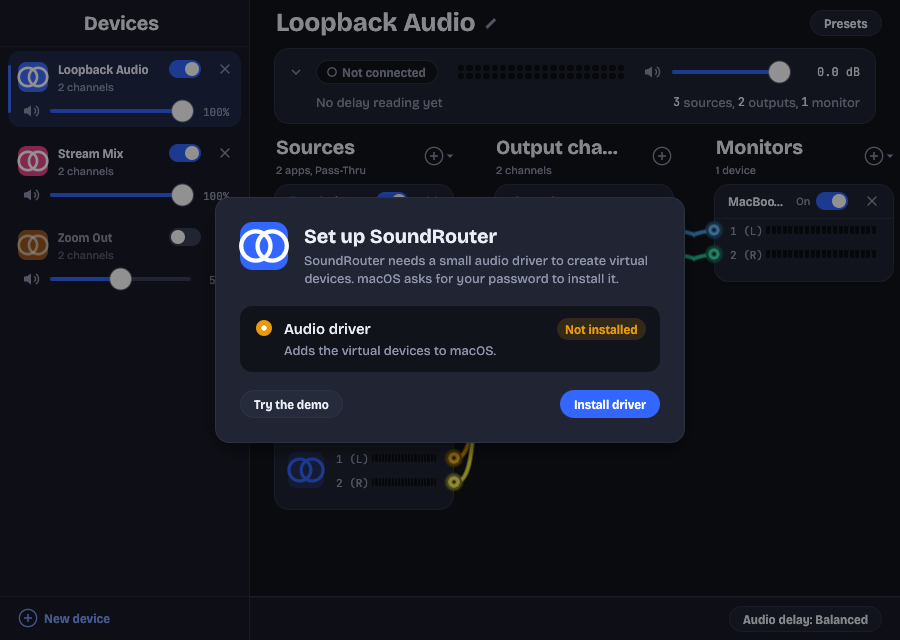 Devices
Loopback Audio
2 channels
100%
Stream Mix
2 channels
100%
Zoom Out
2 channels
New device
Loopback Audio
Presets
Not connected
0.0 dB
No delay reading yet
3 sources, 2 outputs, 1 monitor
Sources
2 apps, Pass-Thru
Output cha...
2 channels
Monitors
1 device
MacBoo...
On
1 (L)
2 (R)
Set up SoundRouter
SoundRouter needs a small audio driver to create virtual
devices. macOS asks for your password to install it.
Audio driver
Not installed
Adds the virtual devices to macOS.
Try the demo
Install driver
1 (L)
2 (R)
Audio delay: Balanced